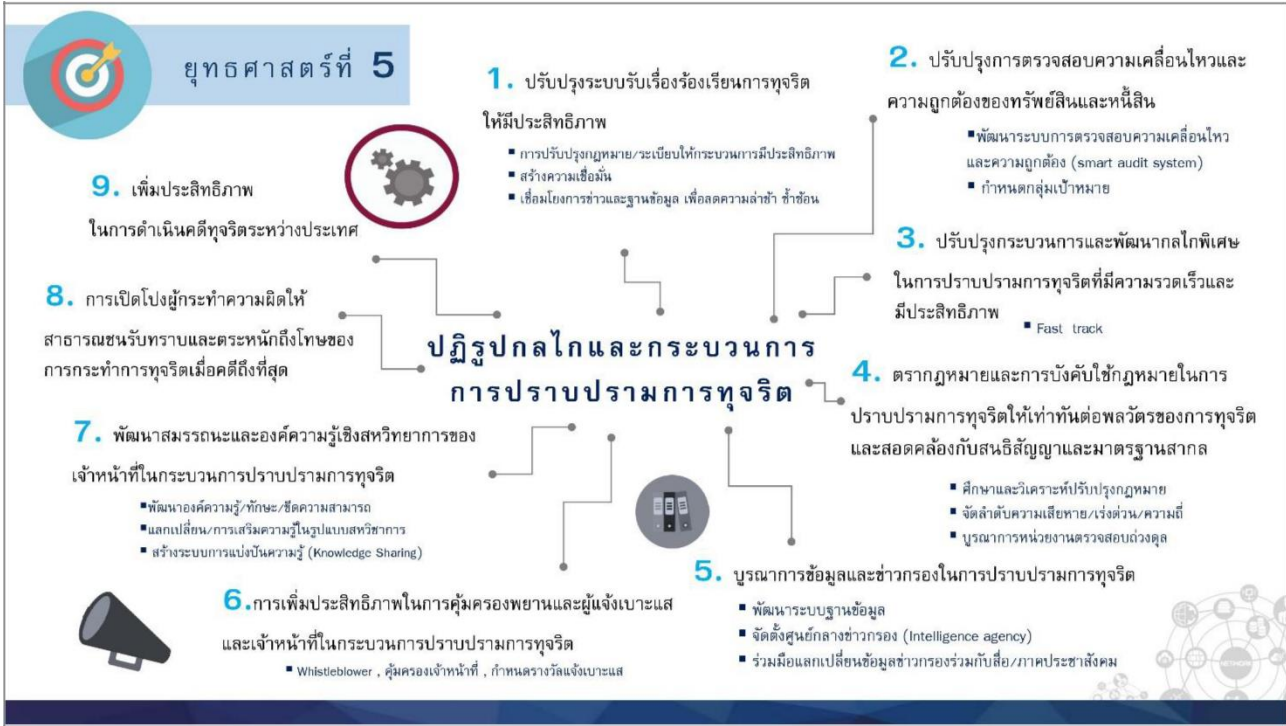 ยุทธศาสตร์ที่ 5
1. ปรับปรุงระบบรับเรื่องร้องเรียนการทุจริต
ให้มีประสิทธิภาพ
▪ การปรับปรุงกฎหมาย/ระเบียบให้กระบวนการมีประสิทธิภาพ
▪ สร้างความเชื่อมั่น
▪ เชื่อมโยงการข่าวและฐานข้อมูล เพื่อลดความล่าช้า ซ้ำซ้อน
2. ปรับปรุงการตรวจสอบความเคลื่อนไหวและ
ความถูกต้องของทรัพย์สินและหนี้สิน
▪พัฒนาระบบการตรวจสอบความเคลื่อนไหว
และความถูกต้อง (smart audit system)
▪ กำหนดกลุ่มเป้าหมาย
3. ปรับปรุงกระบวนการและพัฒนากลไกพิเศษ
ในการปราบปรามการทุจริตที่มีความรวดเร็วและ
มีประสิทธิภาพ
▪ Fast track
ปฏิรูปกลไกและกระบวนการ
การปราบปรามการทุจริต
4. ตรากฎหมายและการบังคับใช้กฎหมายในการ
ปราบปรามการทุจริตให้เท่าทันต่อพลวัตรของการทุจริต
และสอดคล้องกับสนธิสัญญาและมาตรฐานสากล
▪ ศึกษาและวิเคราะห์ปรับปรุงกฎหมาย
▪ จัดลำดับความเสียหาย/เร่งด่วน/ความถี่
▪ บูรณาการหน่วยงานตรวจสอบถ่วงดุล
5. บูรณาการข้อมูลและข่าวกรองในการปราบปรามการทุจริต
▪ พัฒนาระบบฐานข้อมูล
▪ จัดตั้งศูนย์กลางข่าวกรอง (Intelligence agency)
▪ ร่วมมือแลกเปลี่ยนข้อมูลข่าวกรองร่วมกับสื่อ/ภาคประชาสังคม
6.การเพิ่มประสิทธิภาพในการคุ้มครองพยานและผู้แจ้งเบาะแส
และเจ้าหน้าที่ในกระบวนการปราบปรามการทุจริต
▪ Whistleblower , คุ้มครองเจ้าหน้าที่ , กำหนดรางวัลแจ้งเบาะแส
7. พัฒนาสมรรถนะและองค์ความรู้เชิงสหวิทยาการของ
เจ้าหน้าที่ในกระบวนการปราบปรามการทุจริต
▪พัฒนาองค์ความรู้/ทักษะ/ขีดความสามารถ
▪แลกเปลี่ยน/การเสริมความรู้ในรูปแบบสหวิชาการ
▪ สร้างระบบการแบ่งปันความรู้ (Knowledge Sharing)
8. การเปิดโปงผู้กระทำความผิดให้
สาธารณชนรับทราบและตระหนักถึงโทษของ
การกระทำการทุจริตเมื่อคดีถึงที่สุด
9. เพิ่มประสิทธิภาพ
ในการดำเนินคดีทุจริตระหว่างประเทศ
NETWORK